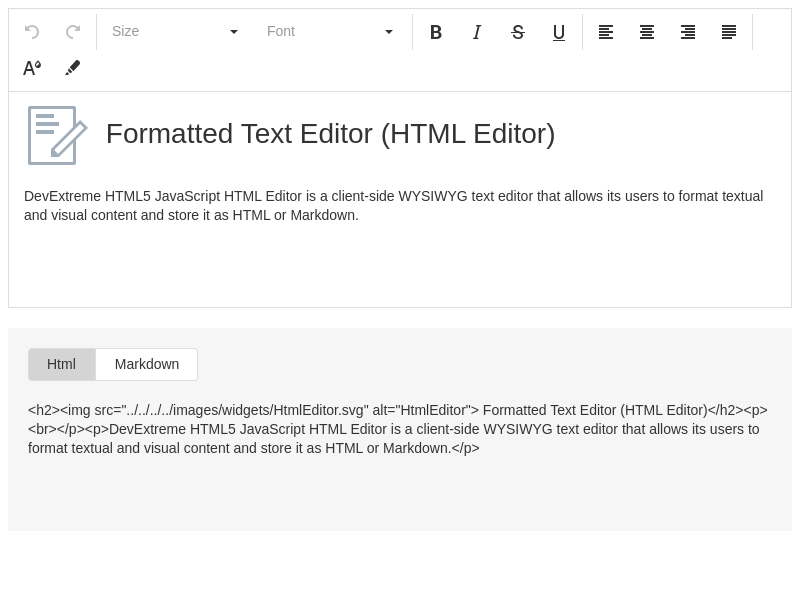 Size Font B I S U
A
Formatted Text Editor (HTML Editor)
DevExtreme HTML5 JavaScript HTML Editor is a client-side WYSIWYG text editor that allows its users to format textual
and visual content and store it as HTML or Markdown.
Html Markdown
<h2><img src="../../../../images/widgets/HtmlEditor.svg" alt="HtmlEditor"> Formatted Text Editor (HTML Editor)</h2><p>
<br></p><p>DevExtreme HTML5 JavaScript HTML Editor is a client-side WYSIWYG text editor that allows its users to
format textual and visual content and store it as HTML or Markdown.</p>